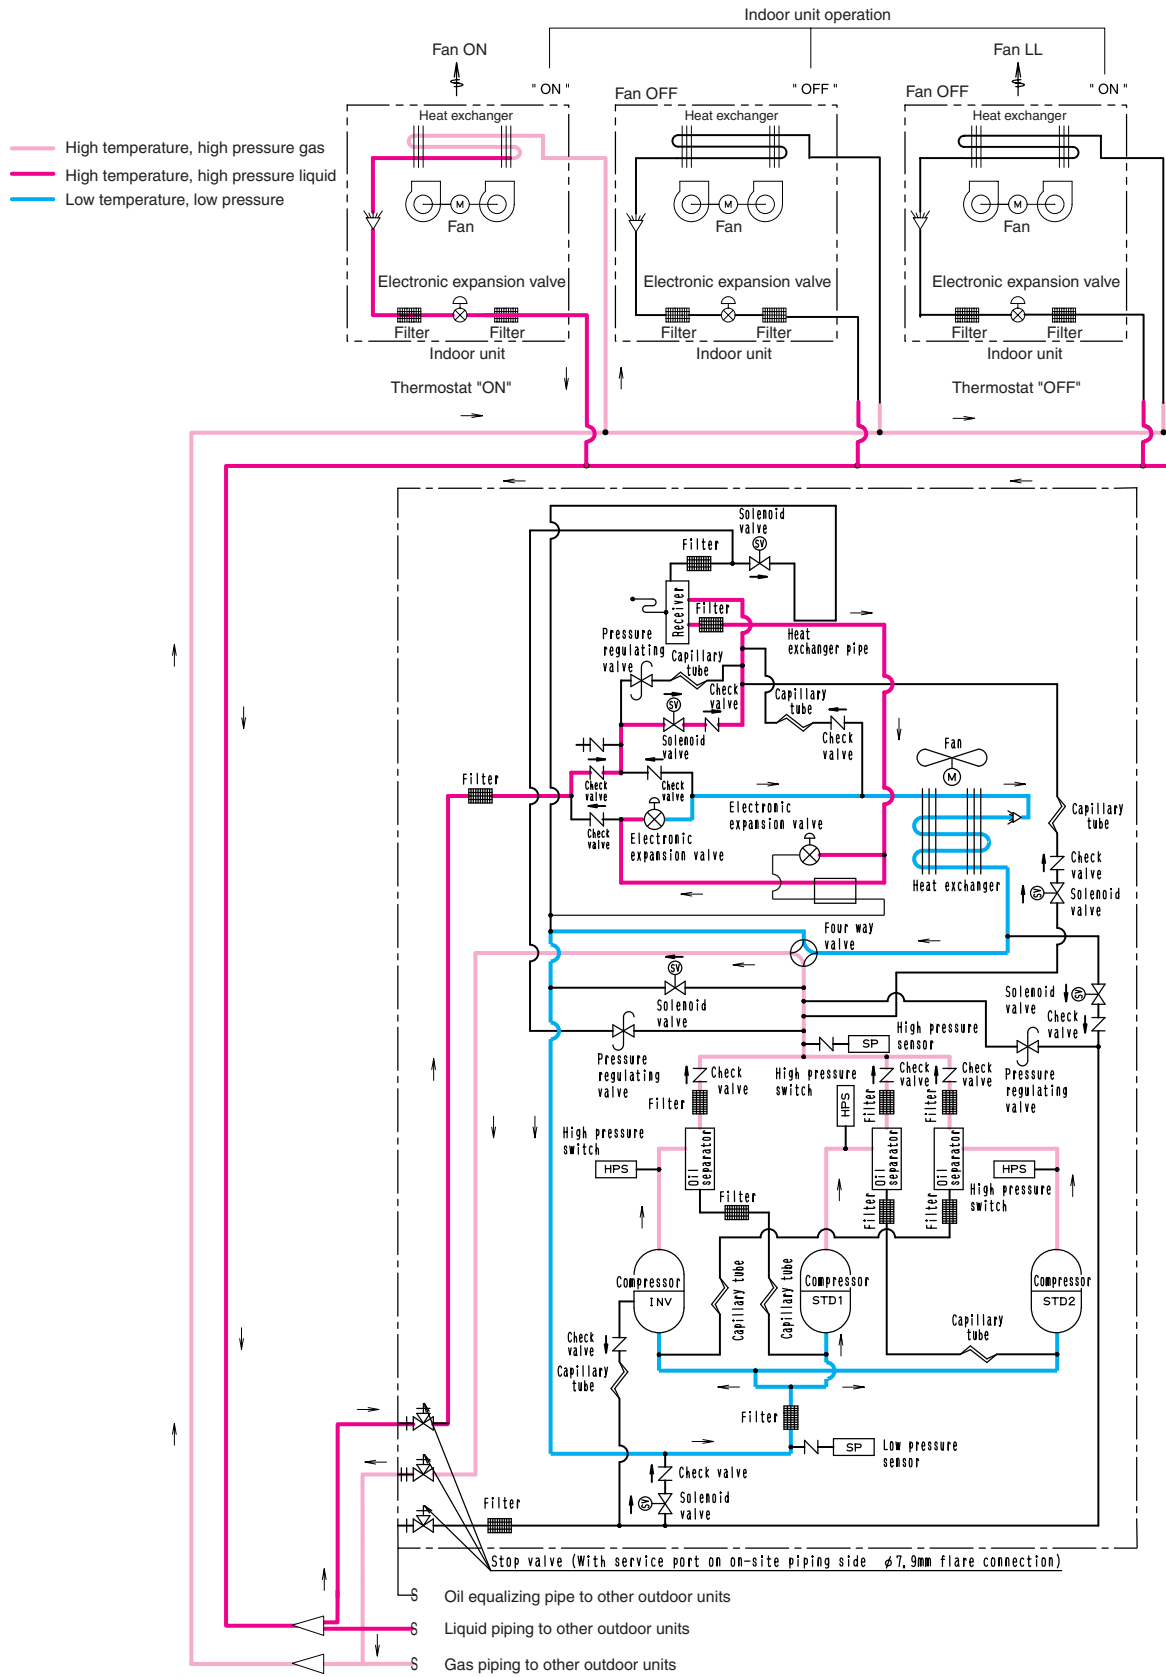 Indoor unit operation
Fan ON
Fan LL
" ON "
Fan OFF
" OFF "
Fan OFF
" ON "
Heat exchanger
Heat exchanger
Heat exchanger
High temperature, high pressure gas
High temperature, high pressure liquid
Low temperature, low pressure
M
M
M
Fan
Fan
Fan
Electronic expansion valve
Electronic expansion valve
Electronic expansion valve
Filter
Filter
Filter
Filter
Filter
Filter
Indoor unit
Indoor unit
Indoor unit
Thermostat "ON"
Thermostat "OFF"
Solenoid
valve
SV
Filter
Receiver
Filter
Heat
exchanger pipe
Pressure
regulating
valve
Capillary
tube
Check
valve
Capillary
tube
SV
Solenoid
valve
Check
valve
Fan
M
Filter
Check
valve
Check
valve
Check
valve
Electronic
expansion valve
Electronic
expansion valve
Capillary
tube
Check
valve
Heat exchanger
SV
Solenoid
valve
Four way
valve
SV
Solenoid
valve
Solenoid
valve
SV
Check
valve
High pressure
sensor
SP
Pressure
regulating
valve
Check
valve
High pressure
switch
Check
valve
Check
valve
Pressure
regulating
valve
Filter
HPS
Filter
Filter
High pressure
switch
HPS
Oil
separator
Oil
separator
Oil
separator
HPS
High pressure
switch
Filter
Filter
Filter
Compressor
INV
Capillary tube
Capillary tube
Compressor
STD1
Compressor
STD2
Check
valve
Capillary
tube
Capillary
tube
Filter
SP
Low pressure
sensor
Check valve
SV
Solenoid
valve
Filter
Stop valve (With service port on on-site piping side φ7.9mm flare connection)
S
Oil equalizing pipe to other outdoor units
S
Liquid piping to other outdoor units
S
Gas piping to other outdoor units